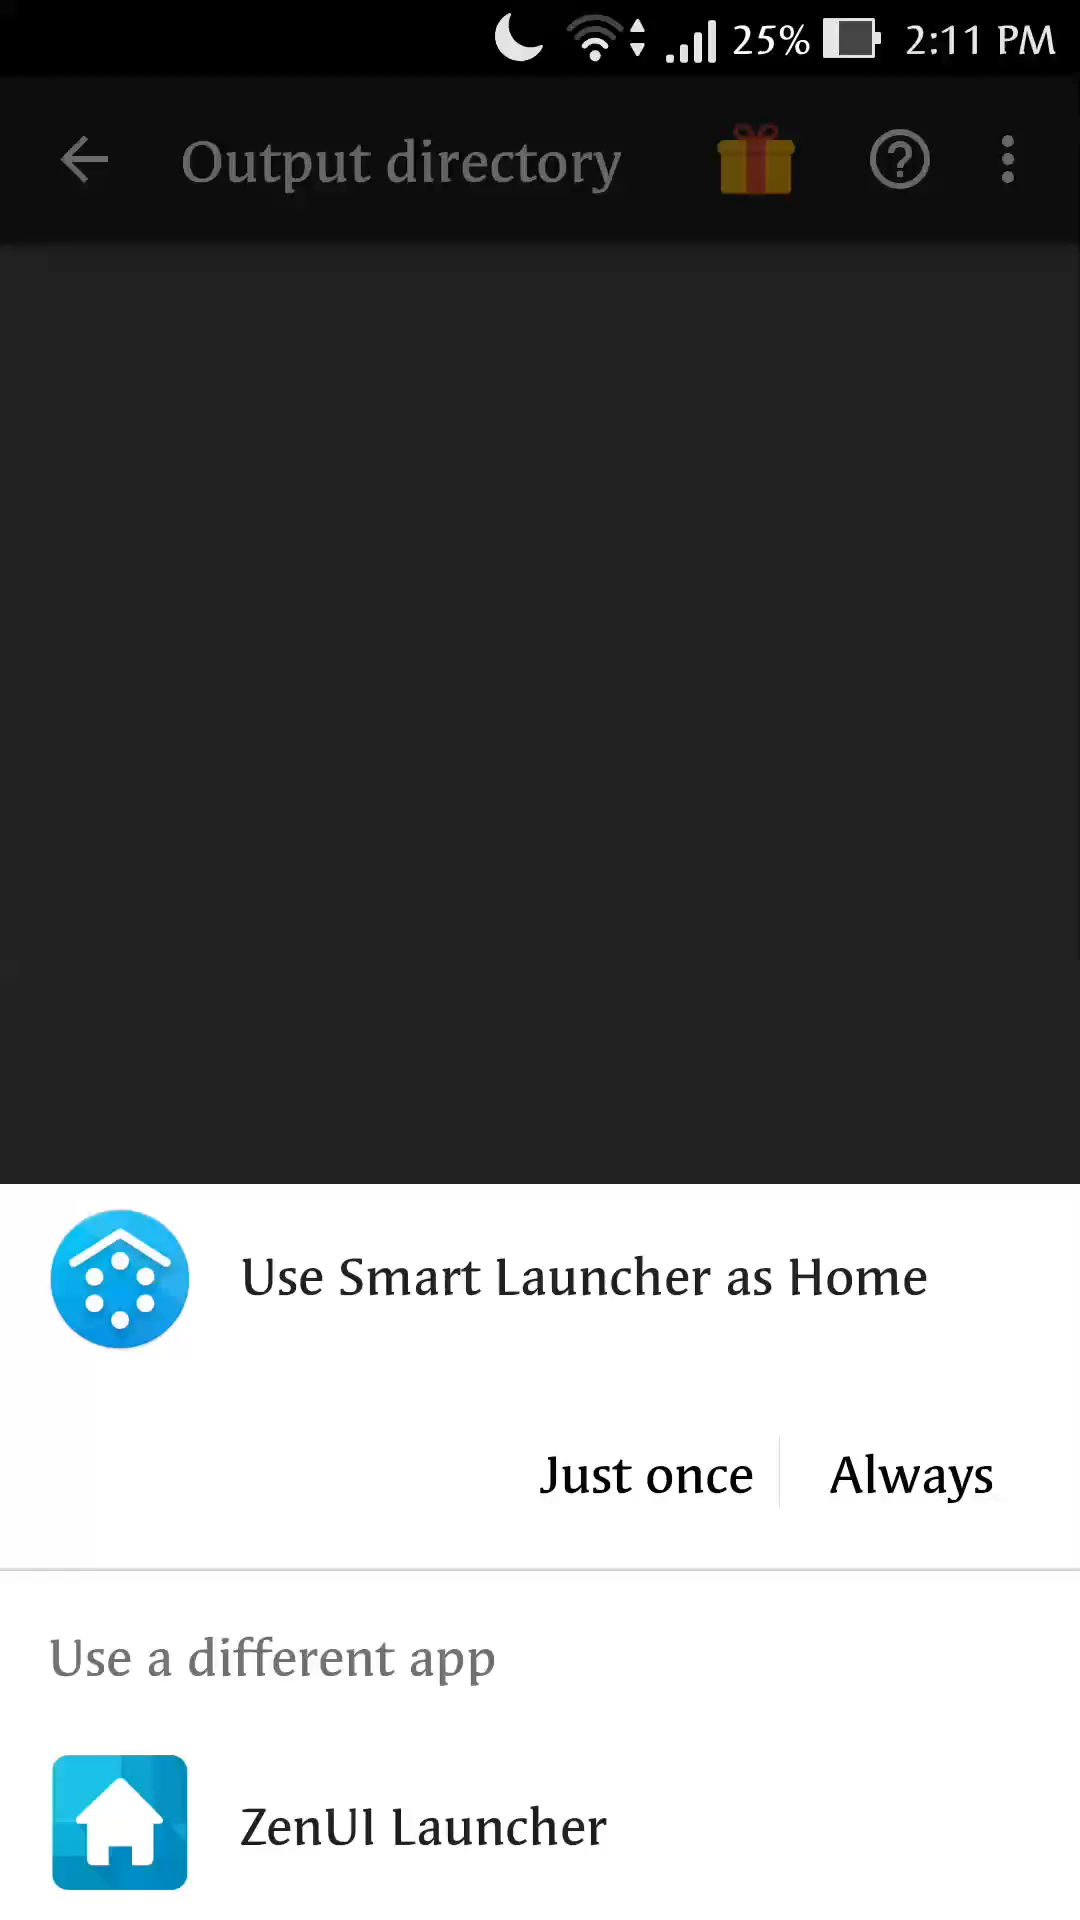 25% 2:11 PM
Output directory
Use Smart Launcher as Home
Just once Always
Use a different app
ZenUI Launcher